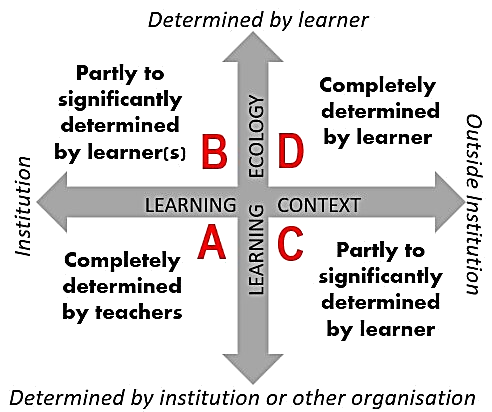 Determined by learner
Partly to
significantly
determined
by learner(s)
Completely
determined
by learner
B
D
ECOLOGY
Institution
Outside Institution
LEARNING
CONTEXT
LEARNING
A
C
Completely
determined
by teachers
Partly to
significantly
determined
by learner
Determined by institution or other organisation